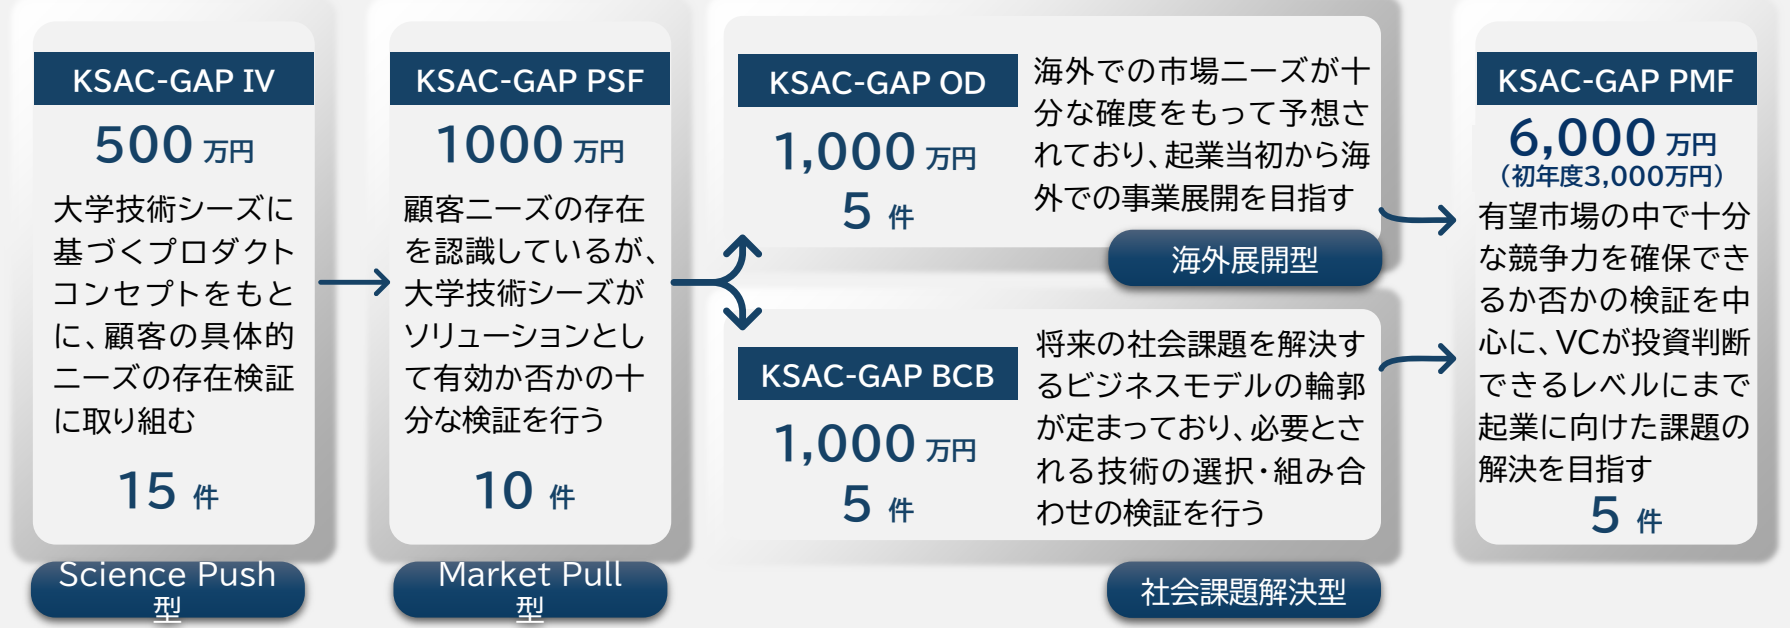 KSAC-GAP IV
500 万円
大学技術シーズに
基づくプロダクト
コンセプトをもと
に、顧客の具体的
ニーズの存在検証
に取り組む
15 件
Science Push
型
KSAC-GAP PSF
1000 万円
顧客ニーズの存在
を認識しているが、
大学技術シーズが
ソリューションとし
て有効か否かの十
分な検証を行う
10 件
Market Pull
型
KSAC-GAP OD
1,000 万円
5 件
海外での市場ニーズが十
分な確度をもって予想さ
れており、起業当初から海
外での事業展開を目指す
海外展開型
KSAC-GAP BCB
1,000 万円
5 件
将来の社会課題を解決す
るビジネスモデルの輪郭
が定まっており、必要とさ
れる技術の選択・組み合
わせの検証を行う
社会課題解決型
KSAC-GAP PMF
6,000 万円
（初年度3,000万円）
有望市場の中で十分
な競争力を確保でき
るか否かの検証を中
心に、VCが投資判断
できるレベルにまで
起業に向けた課題の
解決を目指す
5 件